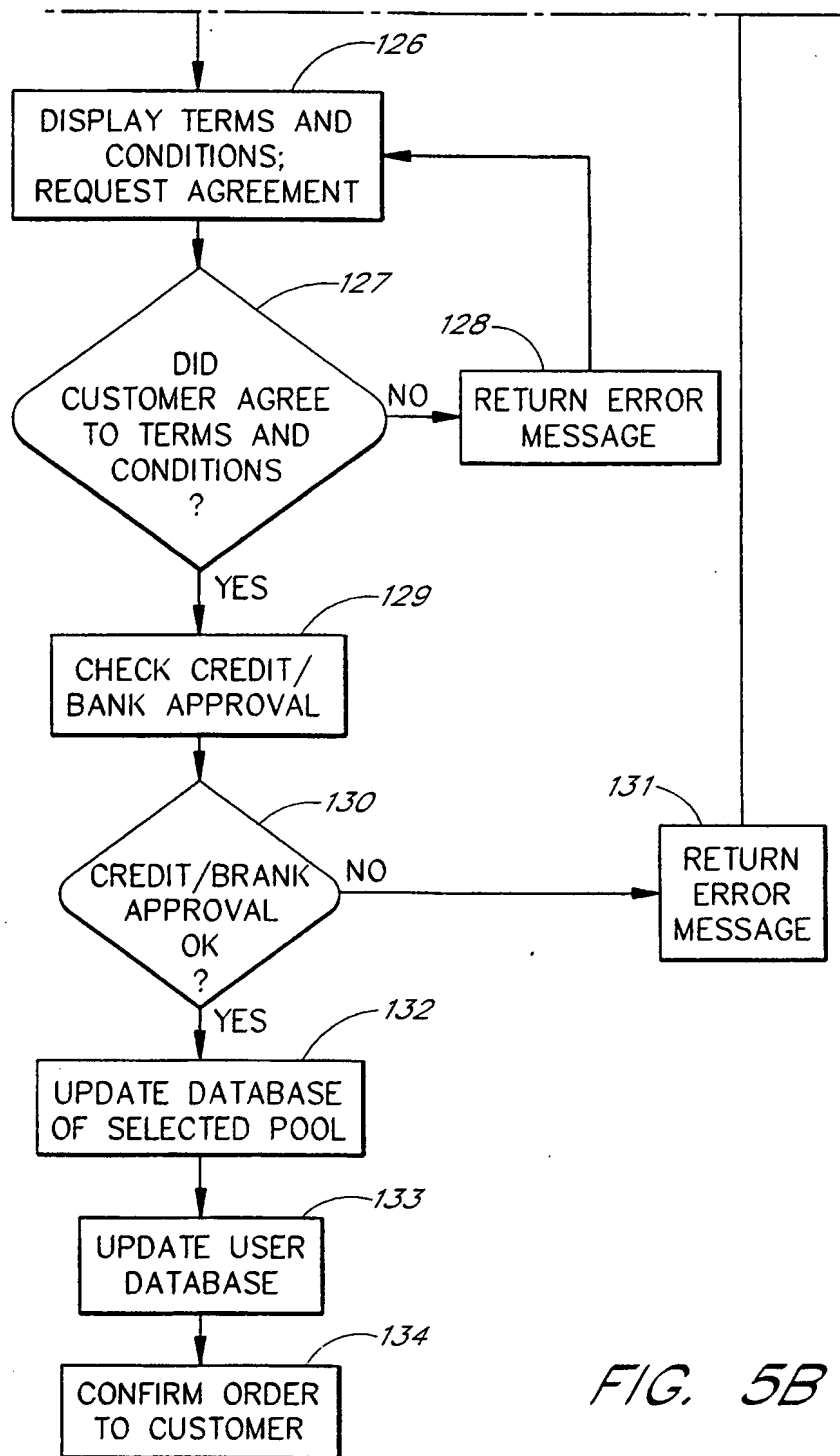 126
DISPLAY TERMS AND
CONDITIONS;
REQUEST AGREEMENT
127
DID
CUSTOMER AGREE
TO TERMS AND
CONDITIONS
?
NO
128
RETURN ERROR
MESSAGE
YES
129
CHECK CREDIT/
BANK APPROVAL
130
CREDIT/BRANK
APPROVAL
OK
?
NO
131
RETURN
ERROR
MESSAGE
YES
132
UPDATE DATABASE
OF SELECTED POOL
133
UPDATE USER
DATABASE
134
CONFIRM ORDER
TO CUSTOMER
FIG. 5B